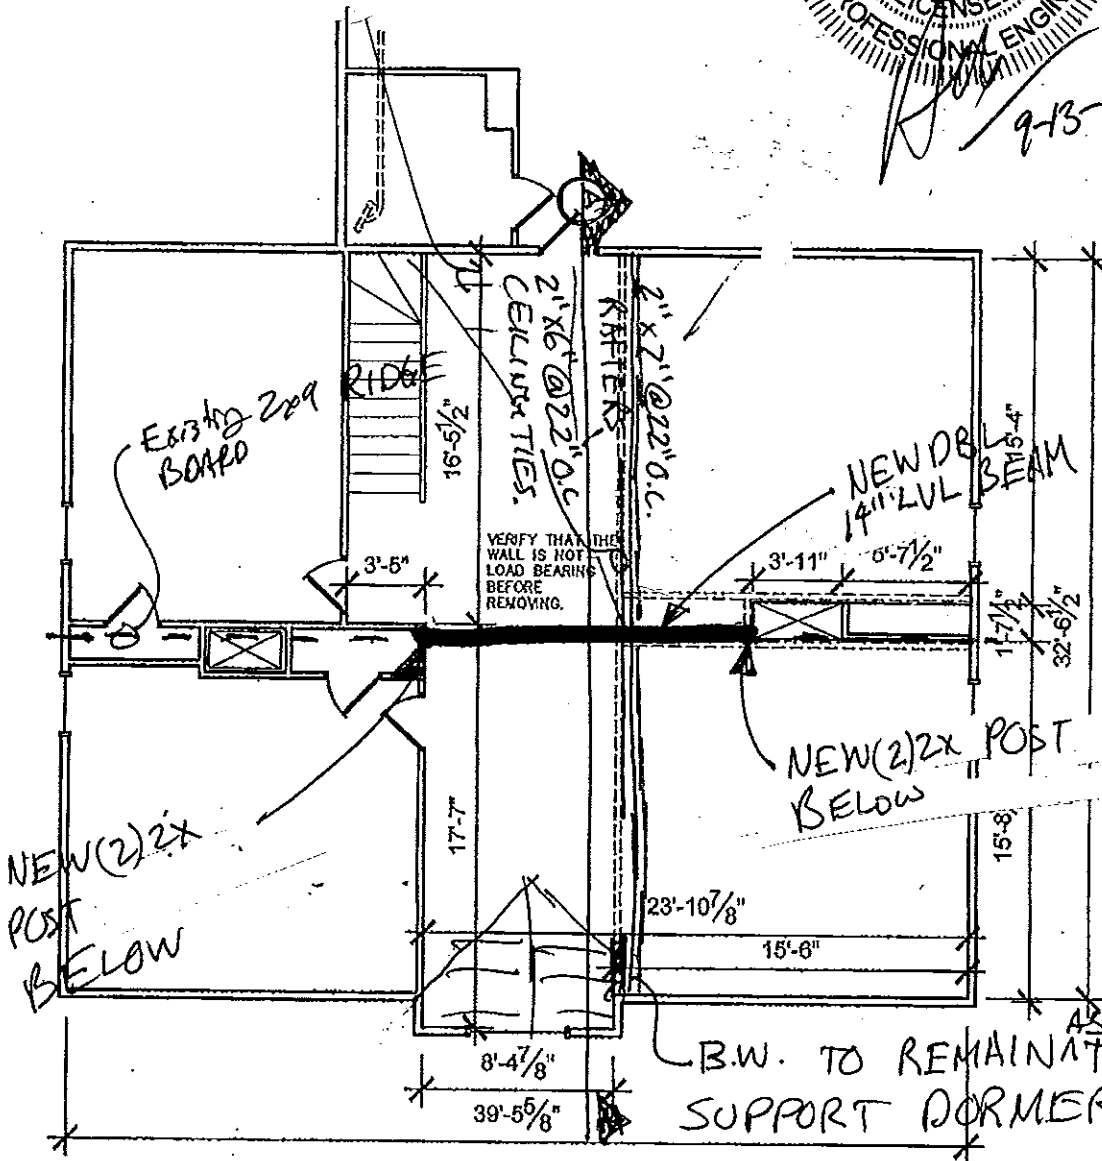 LICENSE
PROFESSIONAL ENGIN
9-13-
A
Existing 2x9 RIDGE
BOARD
16'-5 1/2"
2"x6"@22"O.C.
CEILING TIES.
RAFTERS
2"x7"@22"O.C.
NEW DBL
14" LVL BEAM
15'-4"
VERIFY THAT THE
WALL IS NOT
LOAD BEARING
BEFORE
REMOVING.
3'-5"
3'-11"
6'-7 1/2"
1'-7 1/2"
32'-6 1/2"
NEW(2)2x POST
BELOW
NEW(2)2x
POST
BELOW
17'-7"
15'-8
23'-10 7/8"
15'-6"
B.W. TO REMAIN AT
SUPPORT DORMER
8'-4 7/8"
39'-5 5/8"